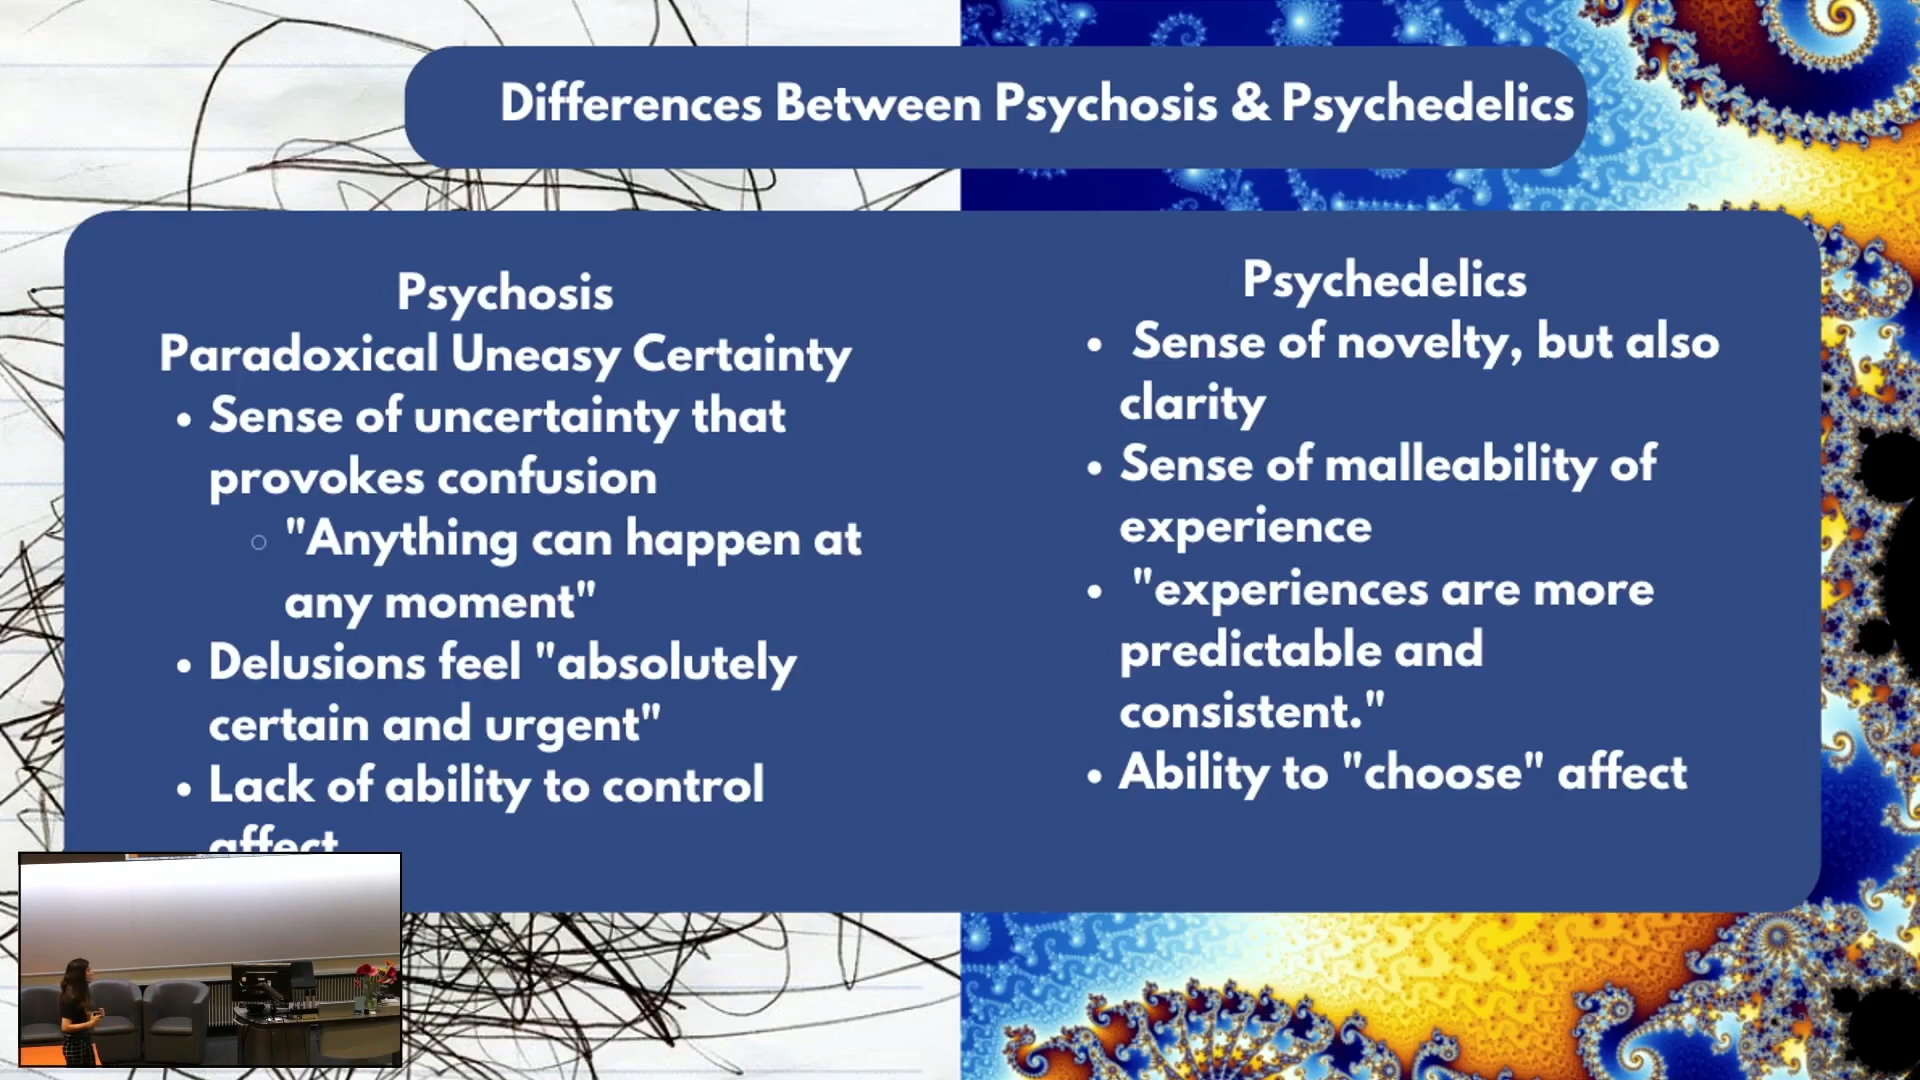 Differences Between Psychosis & Psychedelics
Psychosis
Paradoxical Uneasy Certainty
• Sense of uncertainty that
provokes confusion
○ "Anything can happen at
any moment"
• Delusions feel "absolutely
certain and urgent"
• Lack of ability to control
affect
Psychedelics
• Sense of novelty, but also
clarity
• Sense of malleability of
experience
• "experiences are more
predictable and
consistent."
• Ability to "choose" affect